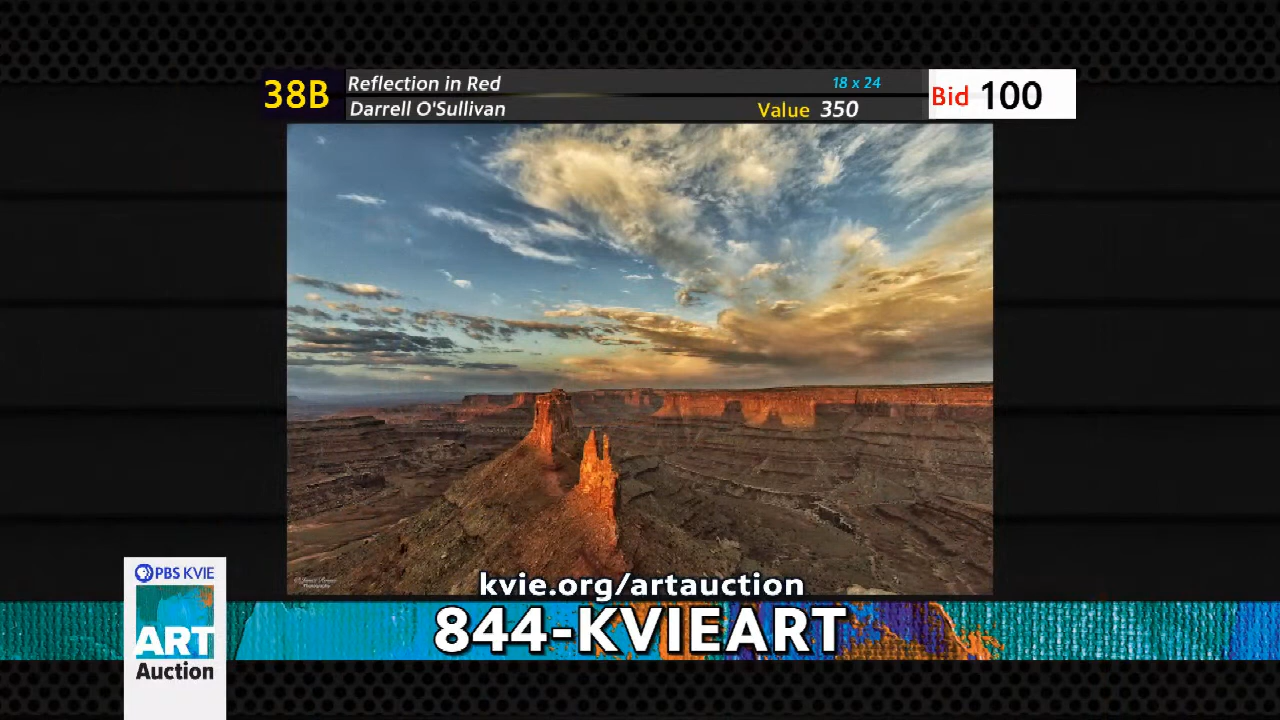 38B
Reflection in Red
18 x 24
Darrell O'Sullivan
Value 350
Bid 100
kvie.org/artauction
844-KVIEART
PBS KVIE
ART
Auction